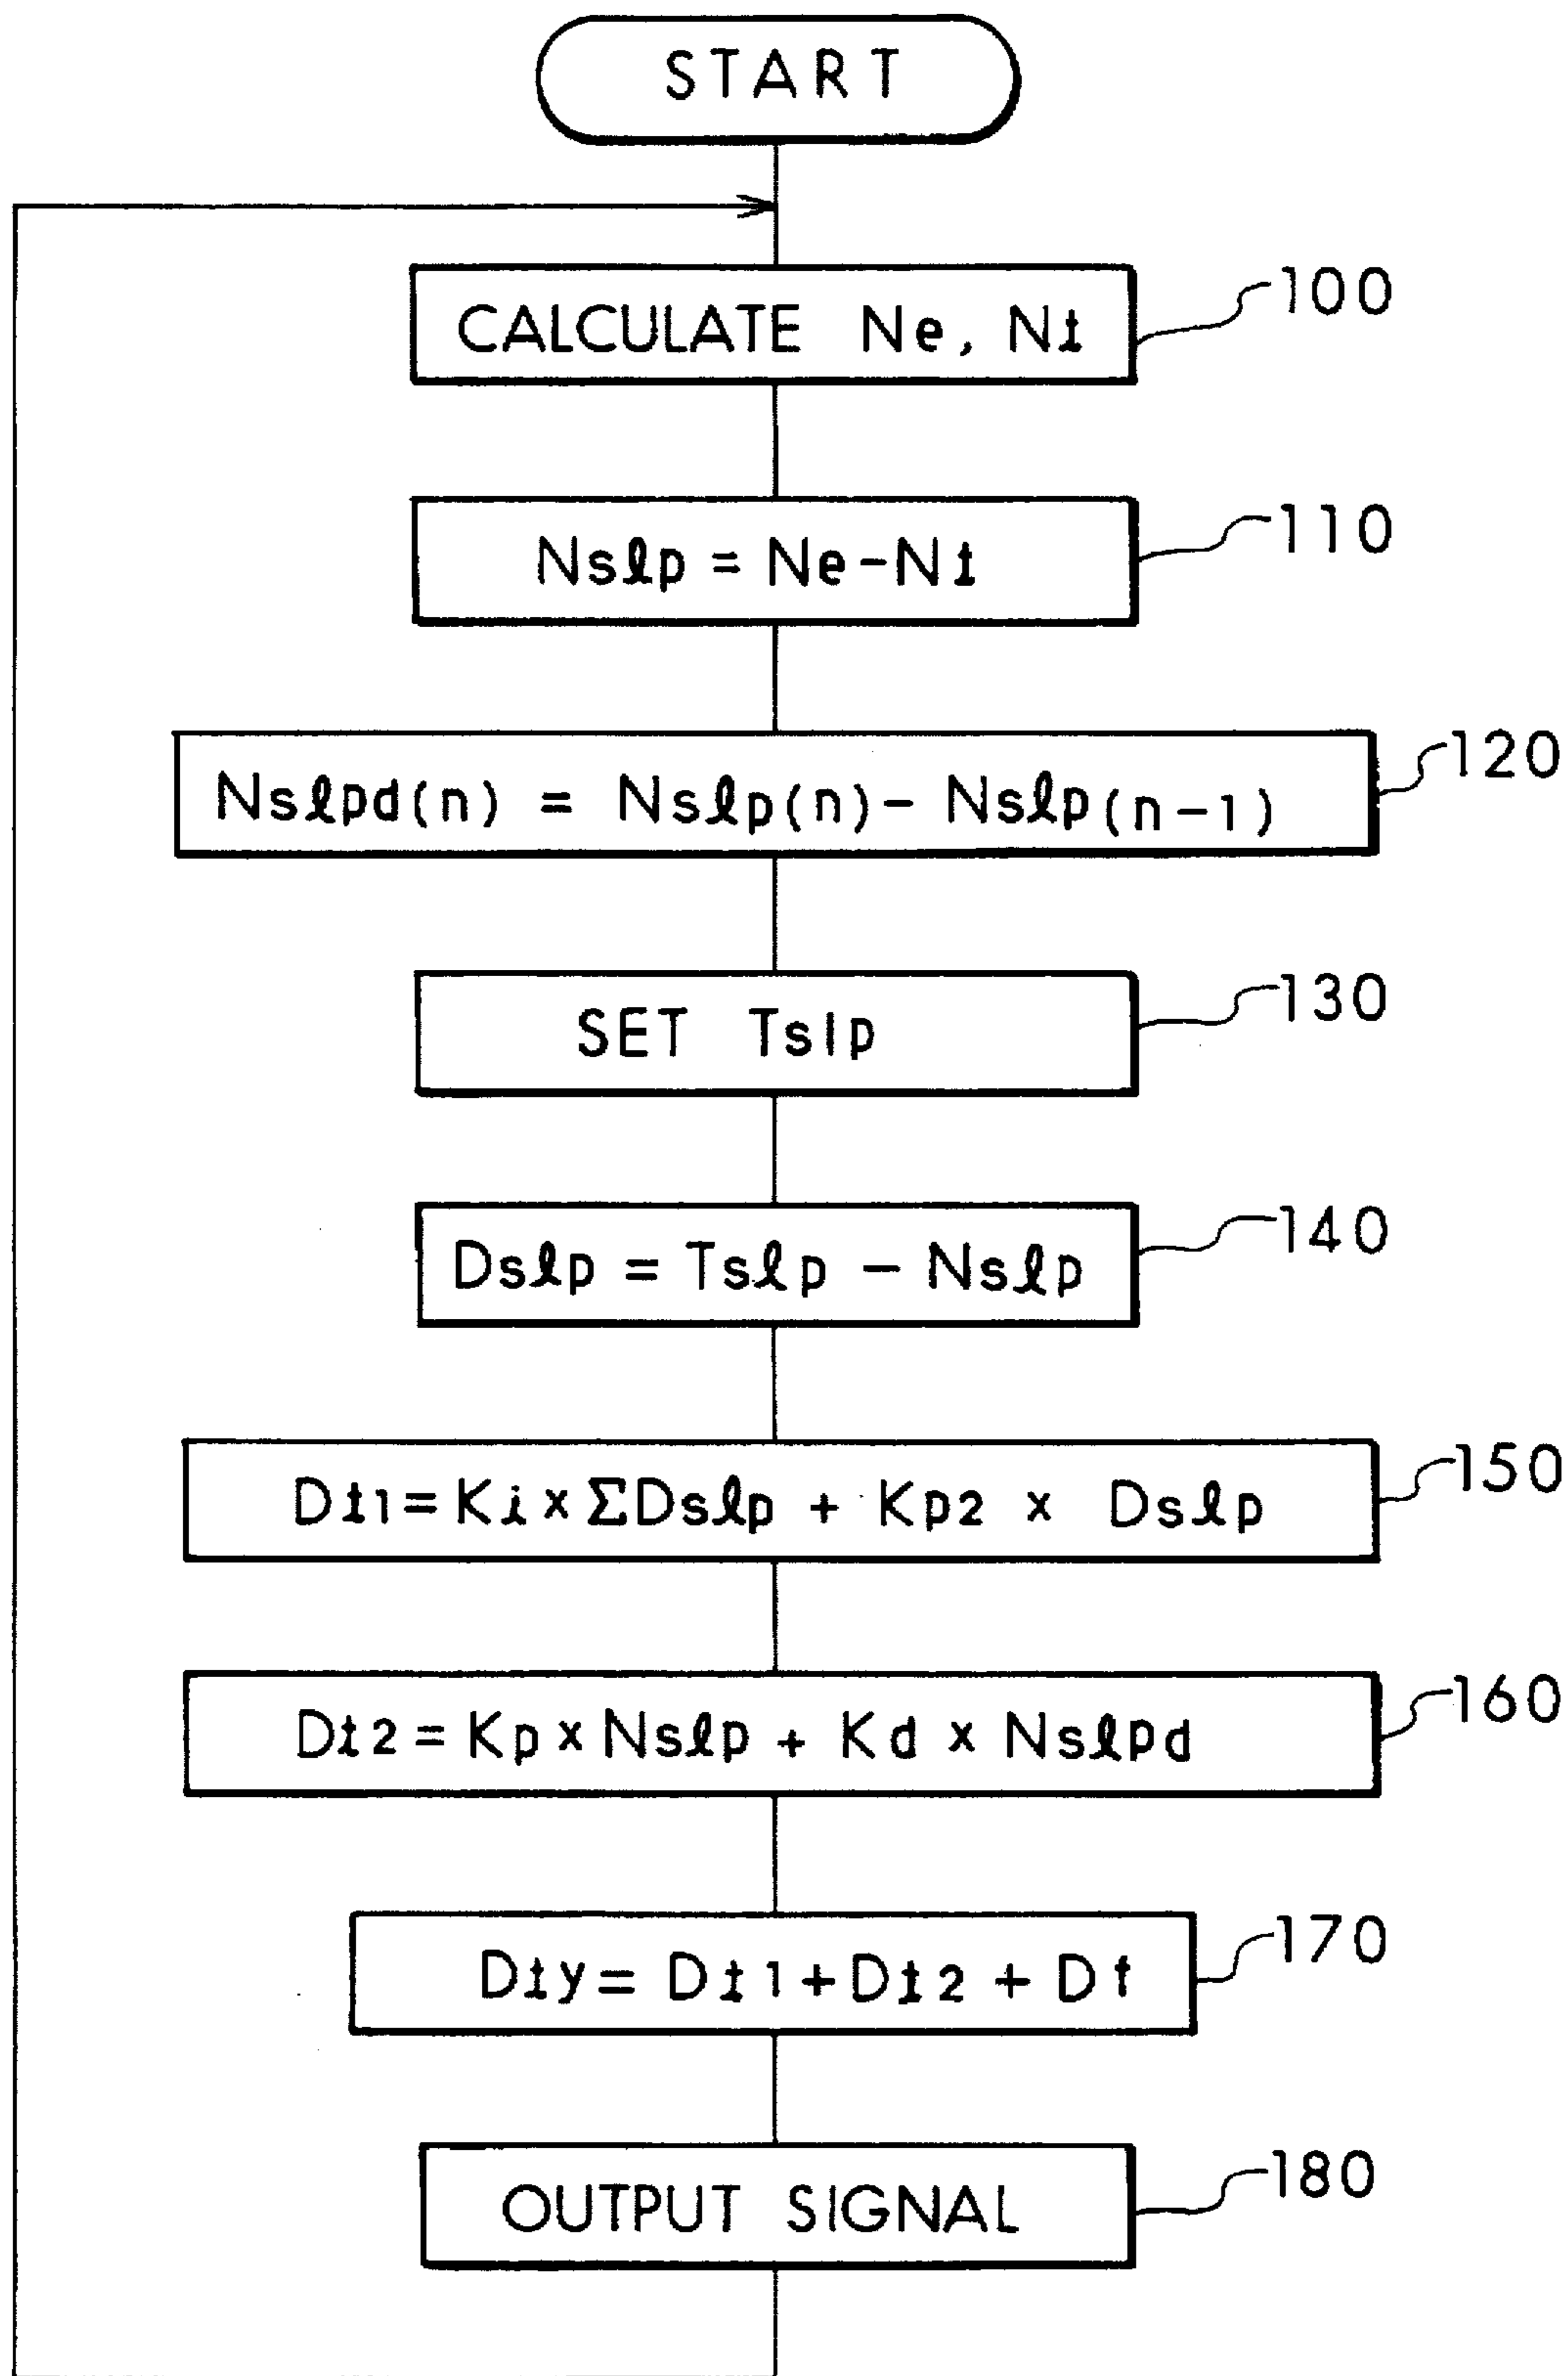 START
CALCULATE Ne, Nt
100
Nslp = Ne-Nt
110
Nslpd(n) = Nslp(n)- Nslp(n-1)
120
SET Tslp
130
Dslp = Tslp - Nslp
140
Dt1=Ki×ΣDslp + Kp2 × Dslp
150
Dt2=Kp×Nslp + Kd × Nslpd
160
Dty= Dt1+Dt2 + Df
170
OUTPUT SIGNAL
180